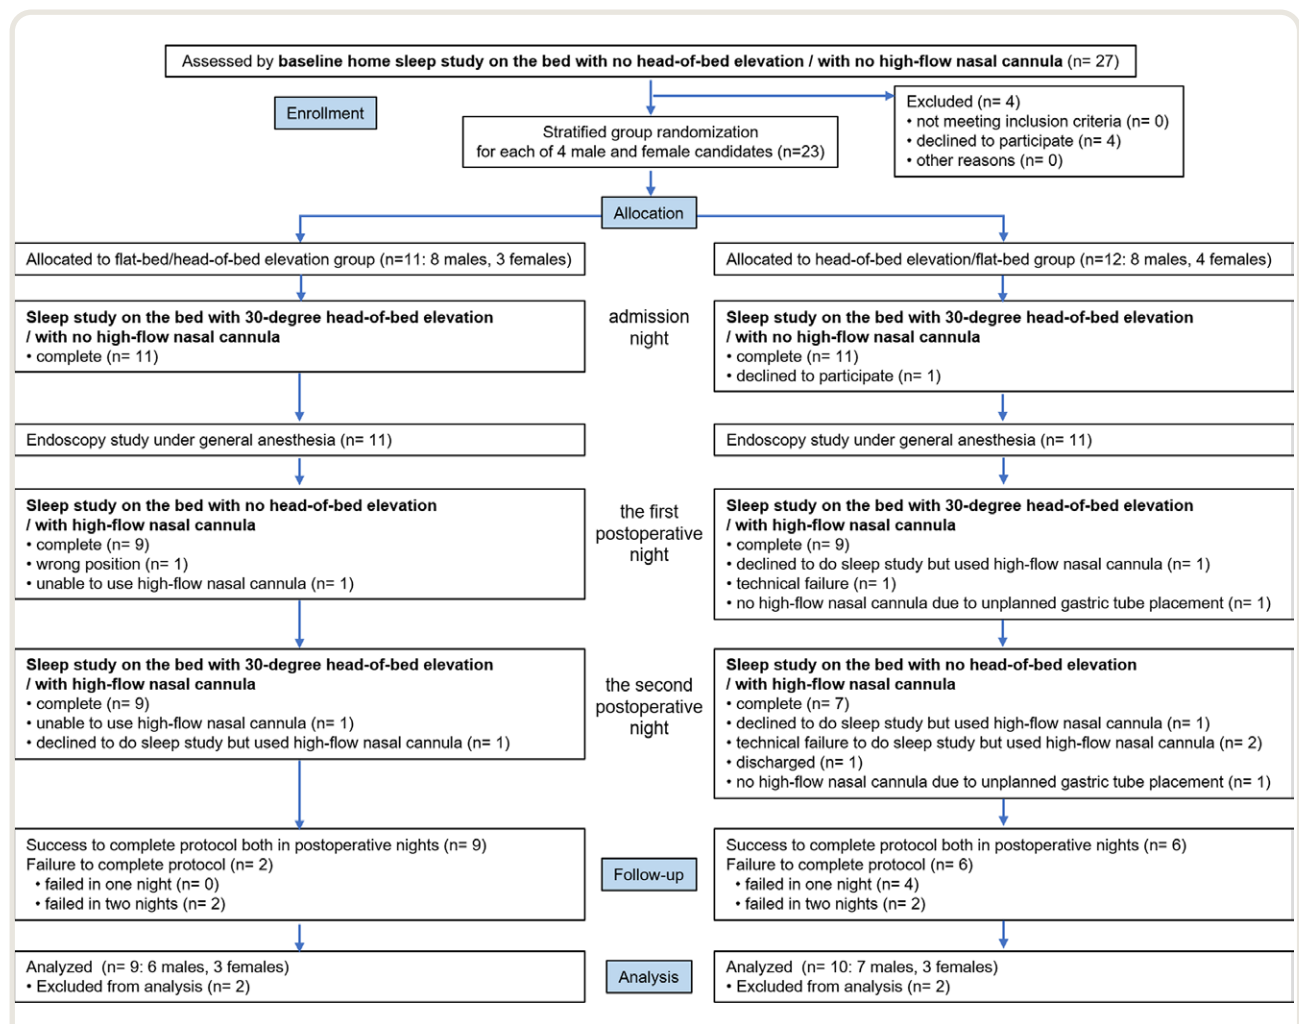 Assessed by baseline home sleep study on the bed with no head-of-bed elevation / with no high-flow nasal cannula (n= 27)
Enrollment
Excluded (n= 4)
• not meeting inclusion criteria (n= 0)
• declined to participate (n= 4)
• other reasons (n= 0)
Stratified group randomization
for each of 4 male and female candidates (n=23)
Allocation
Allocated to flat-bed/head-of-bed elevation group (n=11: 8 males, 3 females)
Allocated to head-of-bed elevation/flat-bed group (n=12: 8 males, 4 females)
Sleep study on the bed with 30-degree head-of-bed elevation
/ with no high-flow nasal cannula
• complete (n= 11)
admission
night
Sleep study on the bed with 30-degree head-of-bed elevation
/ with no high-flow nasal cannula
• complete (n= 11)
• declined to participate (n= 1)
Endoscopy study under general anesthesia (n= 11)
Endoscopy study under general anesthesia (n= 11)
Sleep study on the bed with no head-of-bed elevation
/ with high-flow nasal cannula
• complete (n= 9)
• wrong position (n= 1)
• unable to use high-flow nasal cannula (n= 1)
the first
postoperative
night
Sleep study on the bed with 30-degree head-of-bed elevation
/ with high-flow nasal cannula
• complete (n= 9)
• declined to do sleep study but used high-flow nasal cannula (n= 1)
• technical failure (n= 1)
• no high-flow nasal cannula due to unplanned gastric tube placement (n= 1)
Sleep study on the bed with 30-degree head-of-bed elevation
/ with high-flow nasal cannula
• complete (n= 9)
• unable to use high-flow nasal cannula (n= 1)
• declined to do sleep study but used high-flow nasal cannula (n= 1)
the second
postoperative
night
Sleep study on the bed with no head-of-bed elevation
/ with high-flow nasal cannula
• complete (n= 7)
• declined to do sleep study but used high-flow nasal cannula (n= 1)
• technical failure to do sleep study but used high-flow nasal cannula (n= 2)
• discharged (n= 1)
• no high-flow nasal cannula due to unplanned gastric tube placement (n= 1)
Success to complete protocol both in postoperative nights (n= 9)
Failure to complete protocol (n= 2)
• failed in one night (n= 0)
• failed in two nights (n= 2)
Follow-up
Success to complete protocol both in postoperative nights (n= 6)
Failure to complete protocol (n= 6)
• failed in one night (n= 4)
• failed in two nights (n= 2)
Analyzed (n= 9: 6 males, 3 females)
• Excluded from analysis (n= 2)
Analysis
Analyzed (n= 10: 7 males, 3 females)
• Excluded from analysis (n= 2)